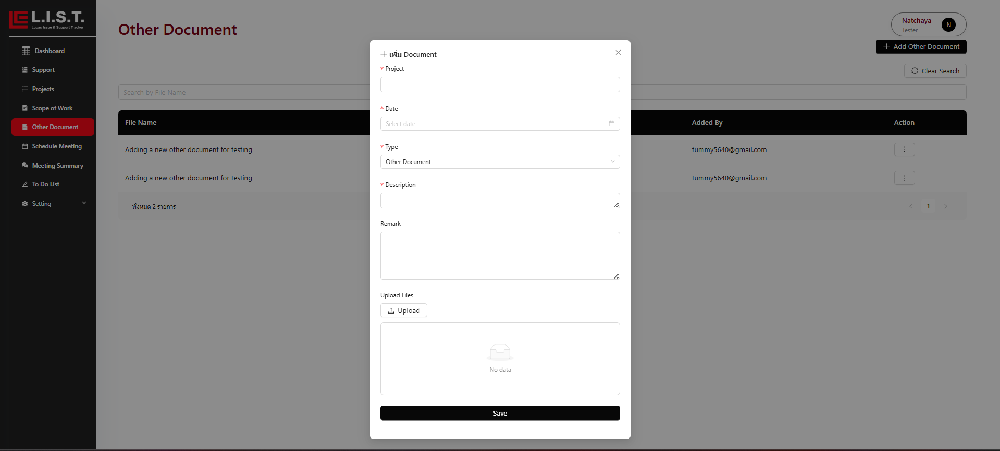 L.I.S.T.
Lucas Issue & Support Tracker
Dashboard
Support
Projects
Scope of Work
Other Document
Schedule Meeting
Meeting Summary
To Do List
Setting
Other Document
Natchaya
Tester
N
Add Other Document
Clear Search
Search by File Name
File Name
Added By
Action
Adding a new other document for testing
tummy5640@gmail.com
Adding a new other document for testing
tummy5640@gmail.com
ทั้งหมด 2 รายการ
1
เพิ่ม Document
* Project
* Date
Select date
* Type
Other Document
* Description
Remark
Upload Files
Upload
No data
Save